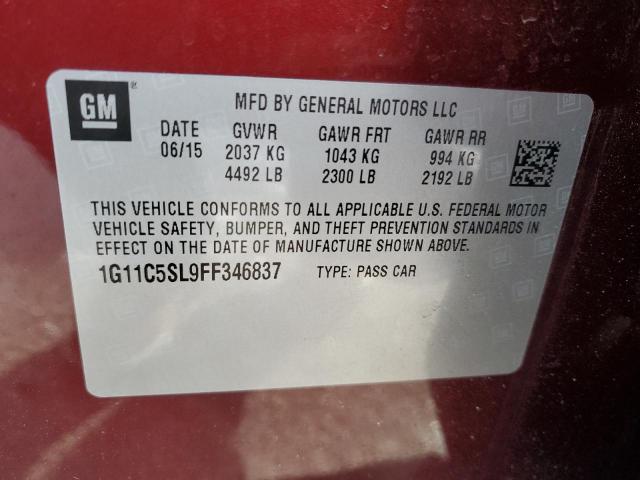 GM
MFD BY GENERAL MOTORS LLC
DATE GVWR GAWR FRT GAWR RR
06/15 2037 KG 1043 KG 994 KG
4492 LB 2300 LB 2192 LB
THIS VEHICLE CONFORMS TO ALL APPLICABLE U.S. FEDERAL MOTOR
VEHICLE SAFETY, BUMPER, AND THEFT PREVENTION STANDARDS IN
EFFECT ON THE DATE OF MANUFACTURE SHOWN ABOVE.
1G11C5SL9FF346837 TYPE: PASS CAR